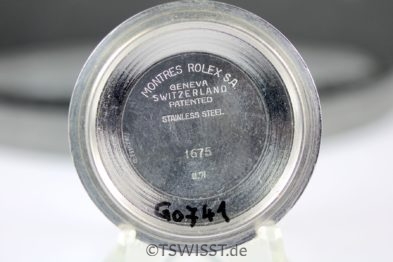 MONTRES ROLEX S.A.
GENEVA
SWITZERLAND
PATENTED
STAINLESS STEEL
1675
G0741
©TSWISST.de